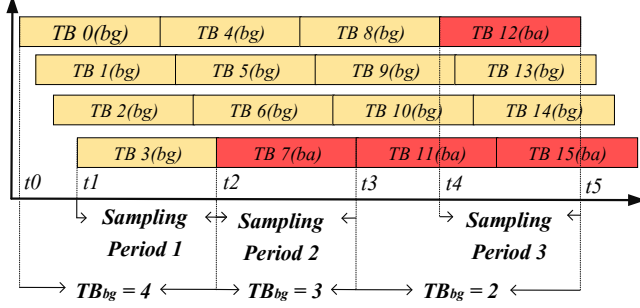 TB 0(bg) TB 4(bg) TB 8(bg) TB 12(ba)
TB 1(bg) TB 5(bg) TB 9(bg) TB 13(bg)
TB 2(bg) TB 6(bg) TB 10(bg) TB 14(bg)
TB 3(bg) TB 7(ba) TB 11(ba) TB 15(ba)
t0 t1 t2 t3 t4 t5
Sampling Sampling Sampling
Period 1 Period 2 Period 3
TBbg = 4 TBbg = 3 TBbg = 2